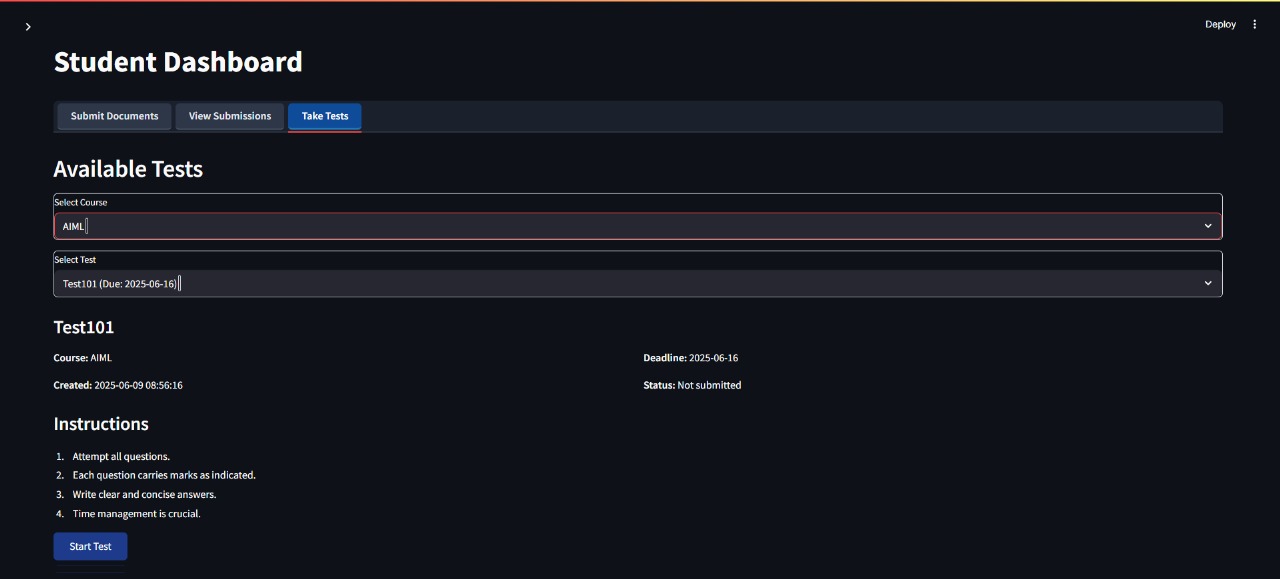 Deploy
Student Dashboard
Submit Documents View Submissions Take Tests
Available Tests
Select Course
AIML
Select Test
Test101 (Due: 2025-06-16)
Test101
Course: AIML Deadline: 2025-06-16
Created: 2025-06-09 08:56:16 Status: Not submitted
Instructions
1. Attempt all questions.
2. Each question carries marks as indicated.
3. Write clear and concise answers.
4. Time management is crucial.
Start Test